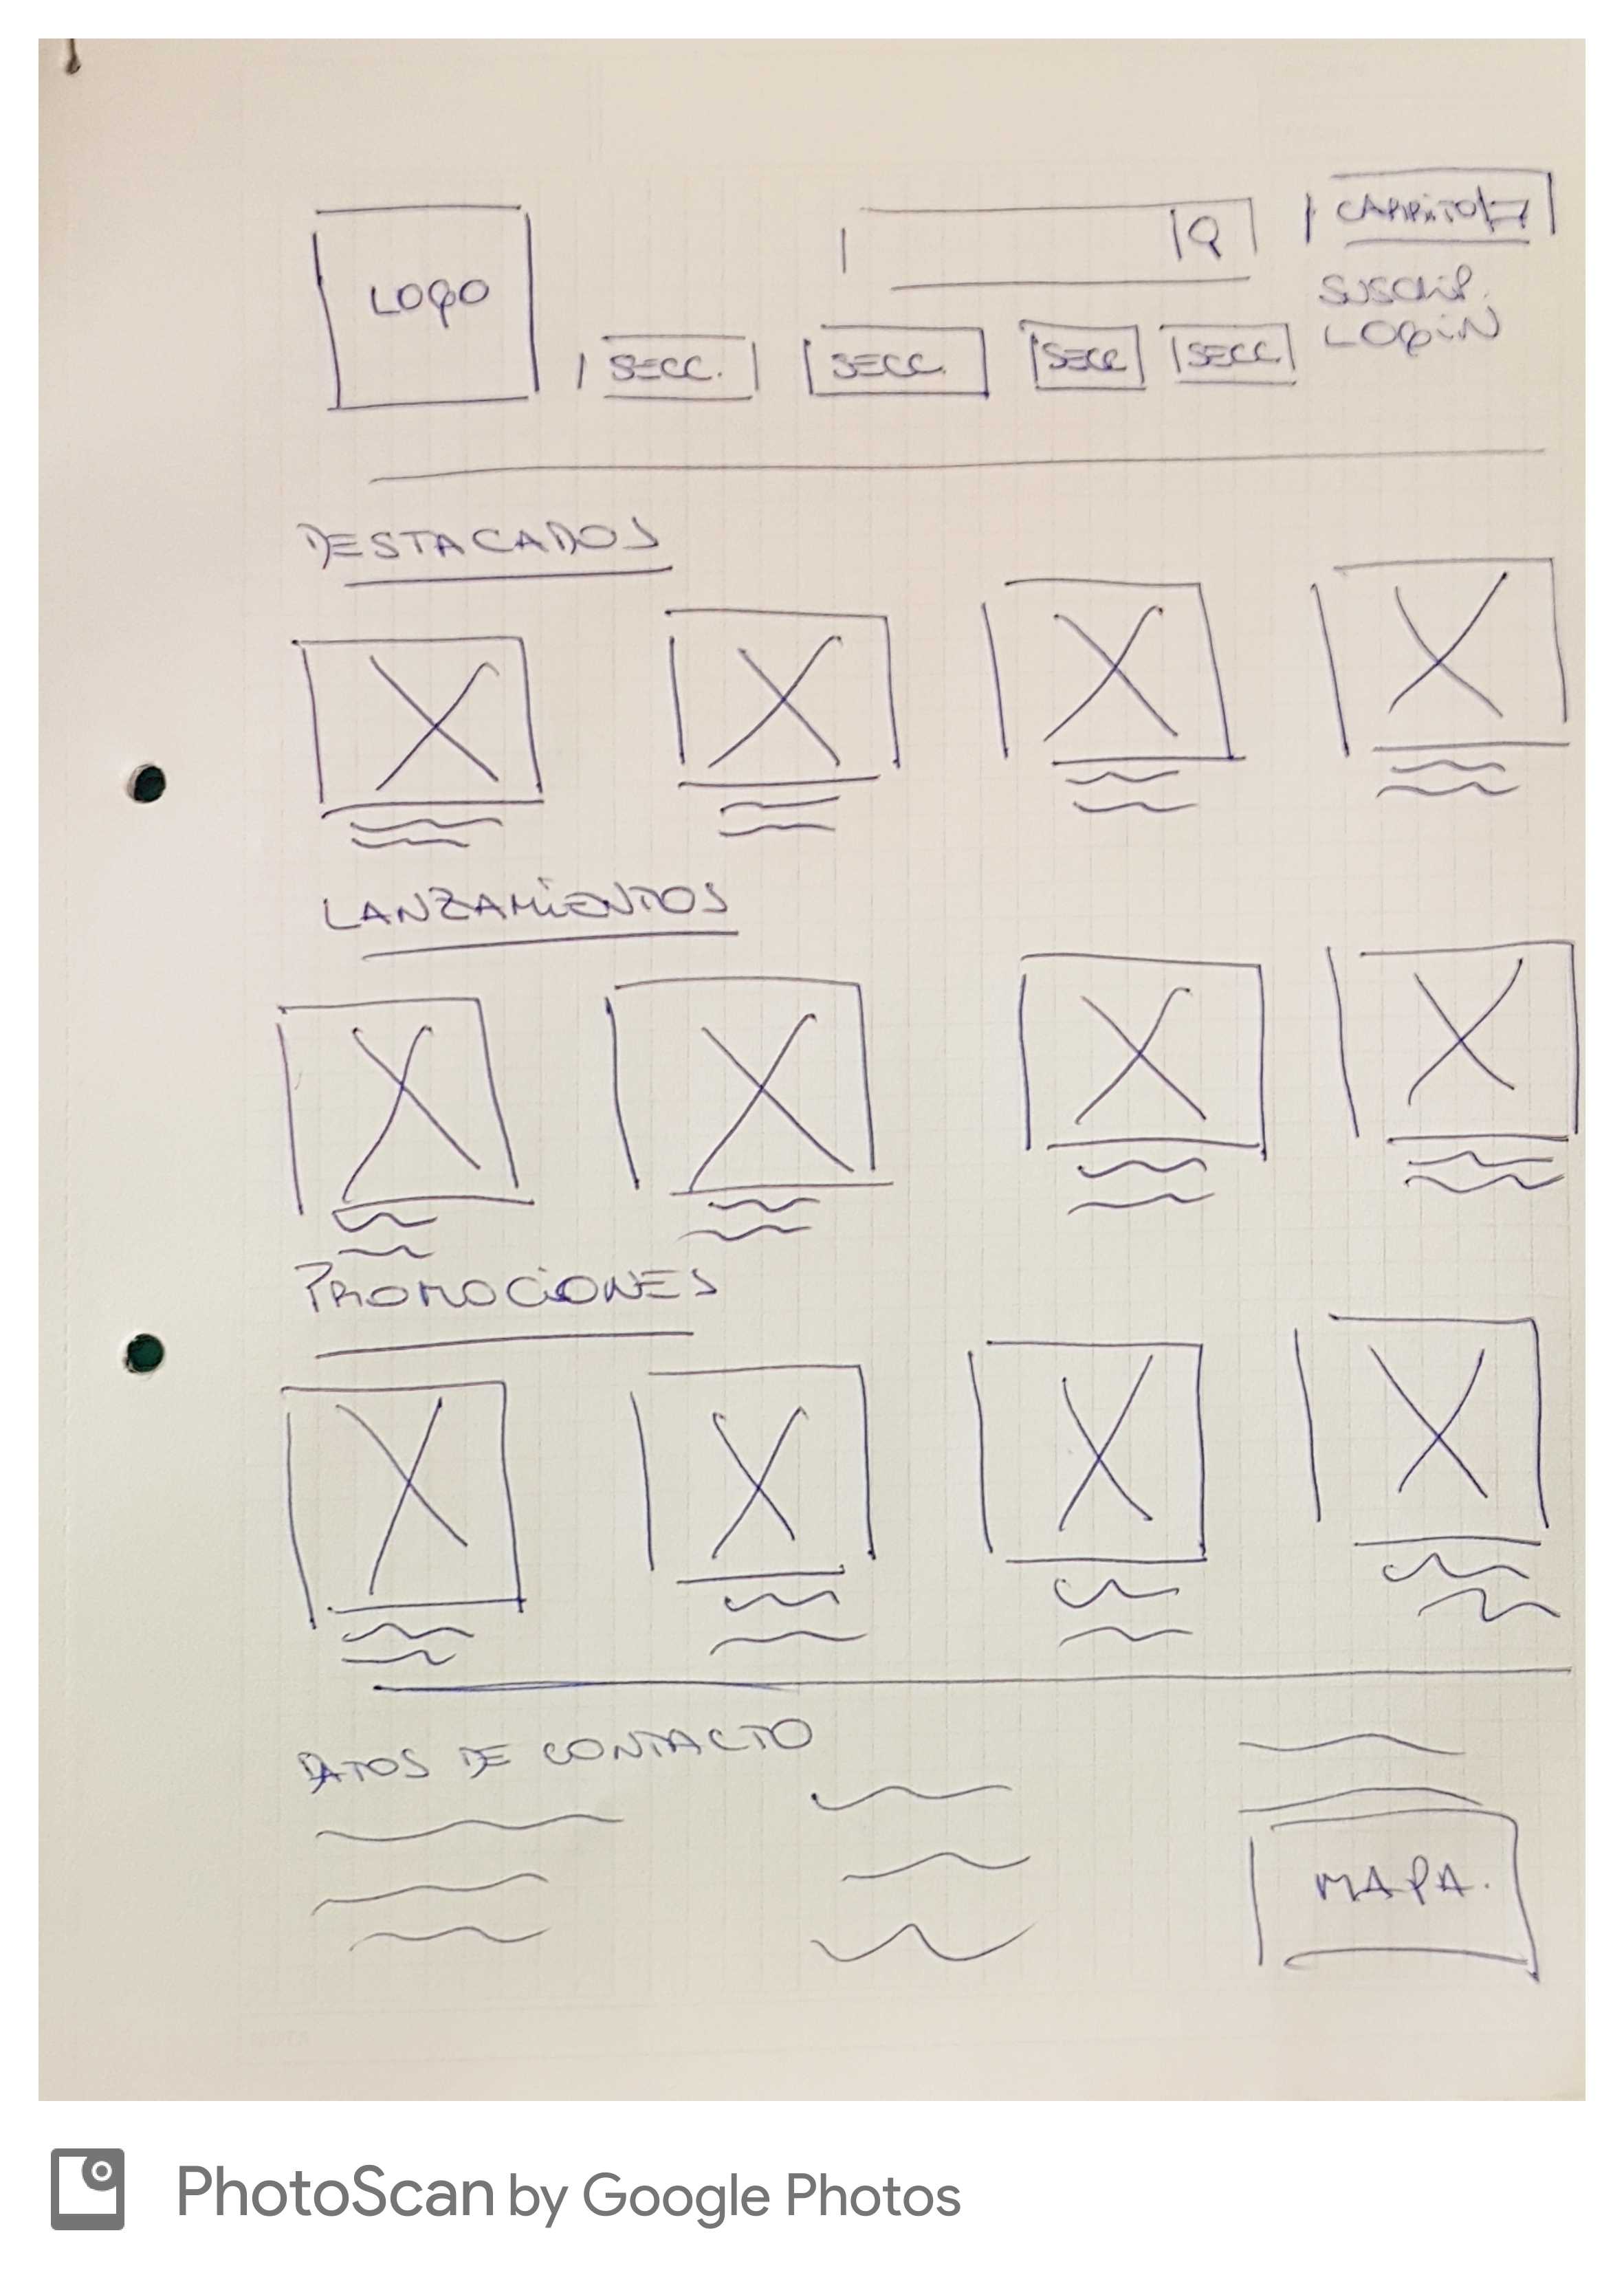 LOGO
CARRITO
SUSCRIP.
LOGIN
SECC. SECC. SECC SECC
DESTACADOS
LANZAMIENTOS
PROMOCIONES
DATOS DE CONTACTO
MAPA.
PhotoScan by Google Photos